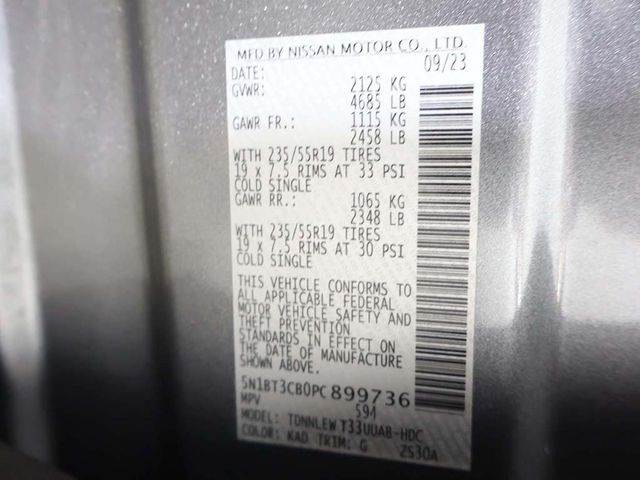 MFD BY NISSAN MOTOR CO., LTD.
DATE: 09/23
GVWR: 2125 KG
4685 LB
GAWR FR.: 1115 KG
2458 LB
WITH 235/55R19 TIRES
19 x 7.5 RIMS AT 33 PSI
COLD SINGLE
GAWR RR.: 1065 KG
2348 LB
WITH 235/55R19 TIRES
19 x 7.5 RIMS AT 30 PSI
COLD SINGLE
THIS VEHICLE CONFORMS TO
ALL APPLICABLE FEDERAL
MOTOR VEHICLE SAFETY AND
THEFT PREVENTION
STANDARDS IN EFFECT ON
THE DATE OF MANUFACTURE
SHOWN ABOVE.
5N1BT3CB0PC899736
MPV 594
MODEL: TDNNLEWY33UUAB-HDC
COLOR: KAD TRIM: G 2S30A